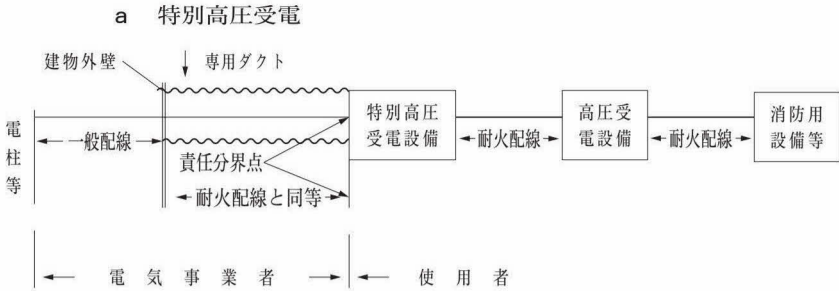 a 特別高圧受電
建物外壁
専用ダクト
電柱等
一般配線
責任分界点
耐火配線と同等
特別高圧
受電設備
耐火配線
高圧受
電設備
耐火配線
消防用
設備等
電気事業者
使用者